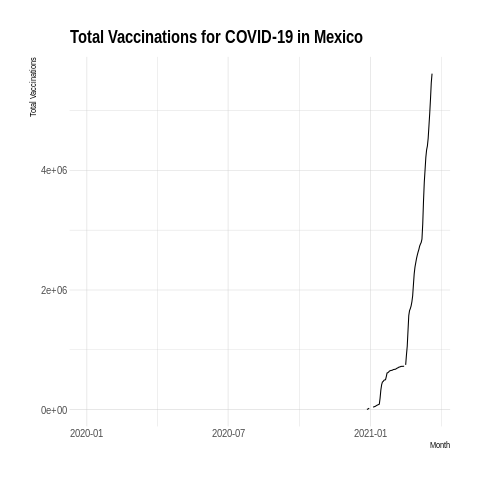 Total Vaccinations for COVID-19 in Mexico
Total Vaccinations
4e+06
2e+06
0e+00
2020-01 2020-07 2021-01
Month